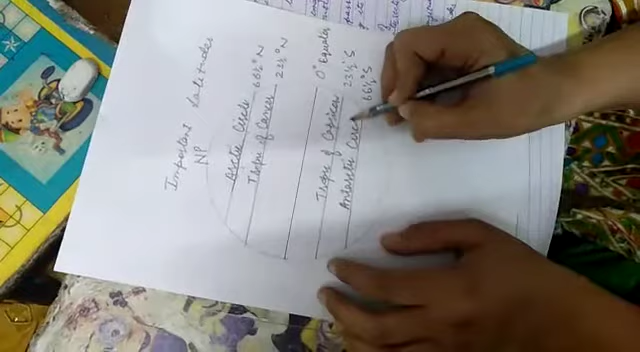 Important Latitudes
NP
Arctic Circle 66½° N
Tropic of Cancer 23½° N
0° Equator
Tropic of Capricorn 23½° S
Antarctic Circ 66½° S